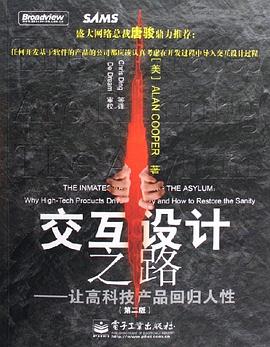 Broadview
SAMS
盛大网络总裁唐骏鼎力推荐:
任何开发基于软件的产品的公司都应该认真考虑在开发过程中导入交互设计过程
Chris Ding 等译
De Dream 审校
[美] ALAN COOPER 著
THE INMATES THE ASYLUM:
Why High-Tech Products Driv and How to Restore the Sanity
交互设计
之路
——让高科技产品回归人性
[第二版]
电子工业出版社